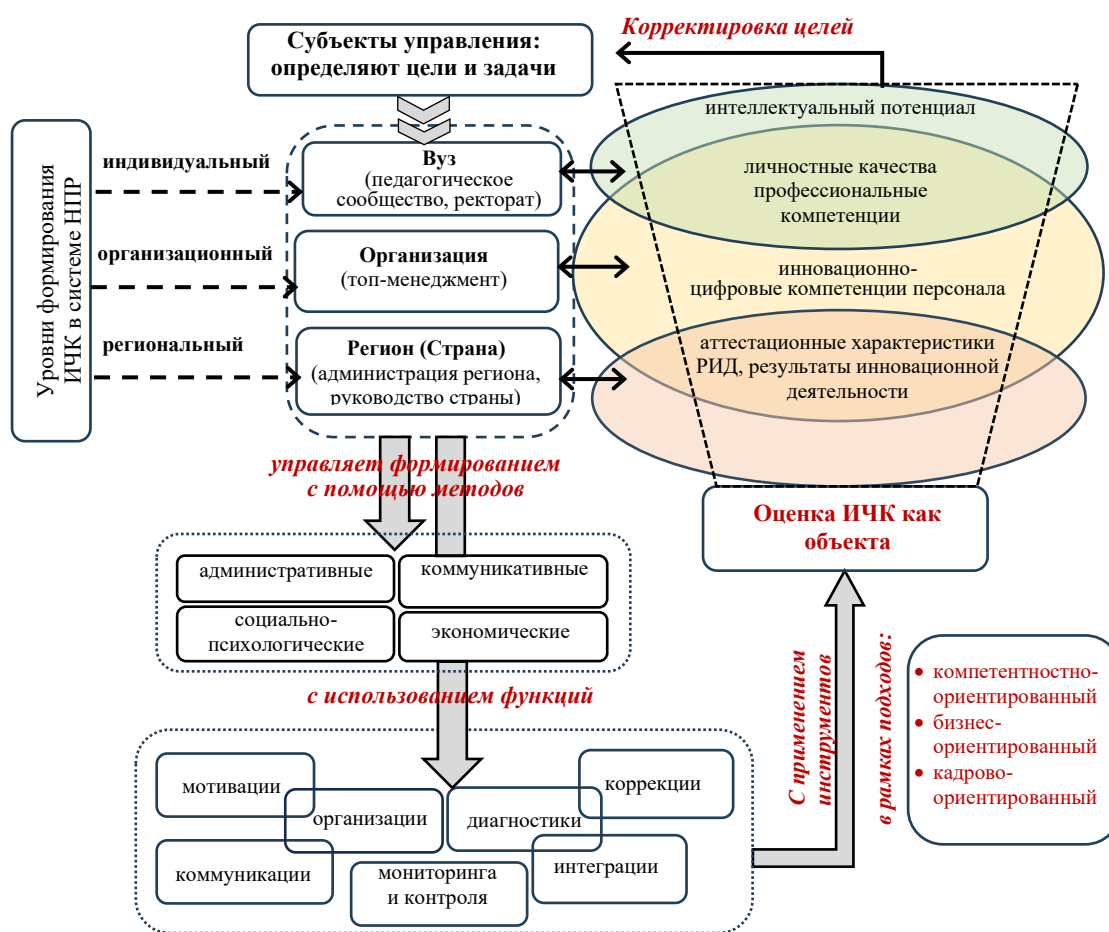 Корректировка целей
Субъекты управления:
определяют цели и задачи
Уровни формирования
ИЧК в системе НПР
индивидуальный
организационный
региональный
Вуз
(педагогическое
сообщество, ректорат)
Организация
(топ-менеджмент)
Регион (Страна)
(администрация региона,
руководство страны)
интеллектуальный потенциал
личностные качества
профессиональные
компетенции
инновационно-
цифровые компетенции персонала
аттестационные характеристики
РИД, результаты инновационной
деятельности
управляет формированием
с помощью методов
Оценка ИЧК как
объекта
административные
коммуникативные
социально-
психологические
экономические
с использованием функций
мотивации
организации
диагностики
коррекции
коммуникации
мониторинга
и контроля
интеграции
С применением
инструментов
в рамках подходов:
• компетентностно-
ориентированный
• бизнес-
ориентированный
• кадрово-
ориентированный